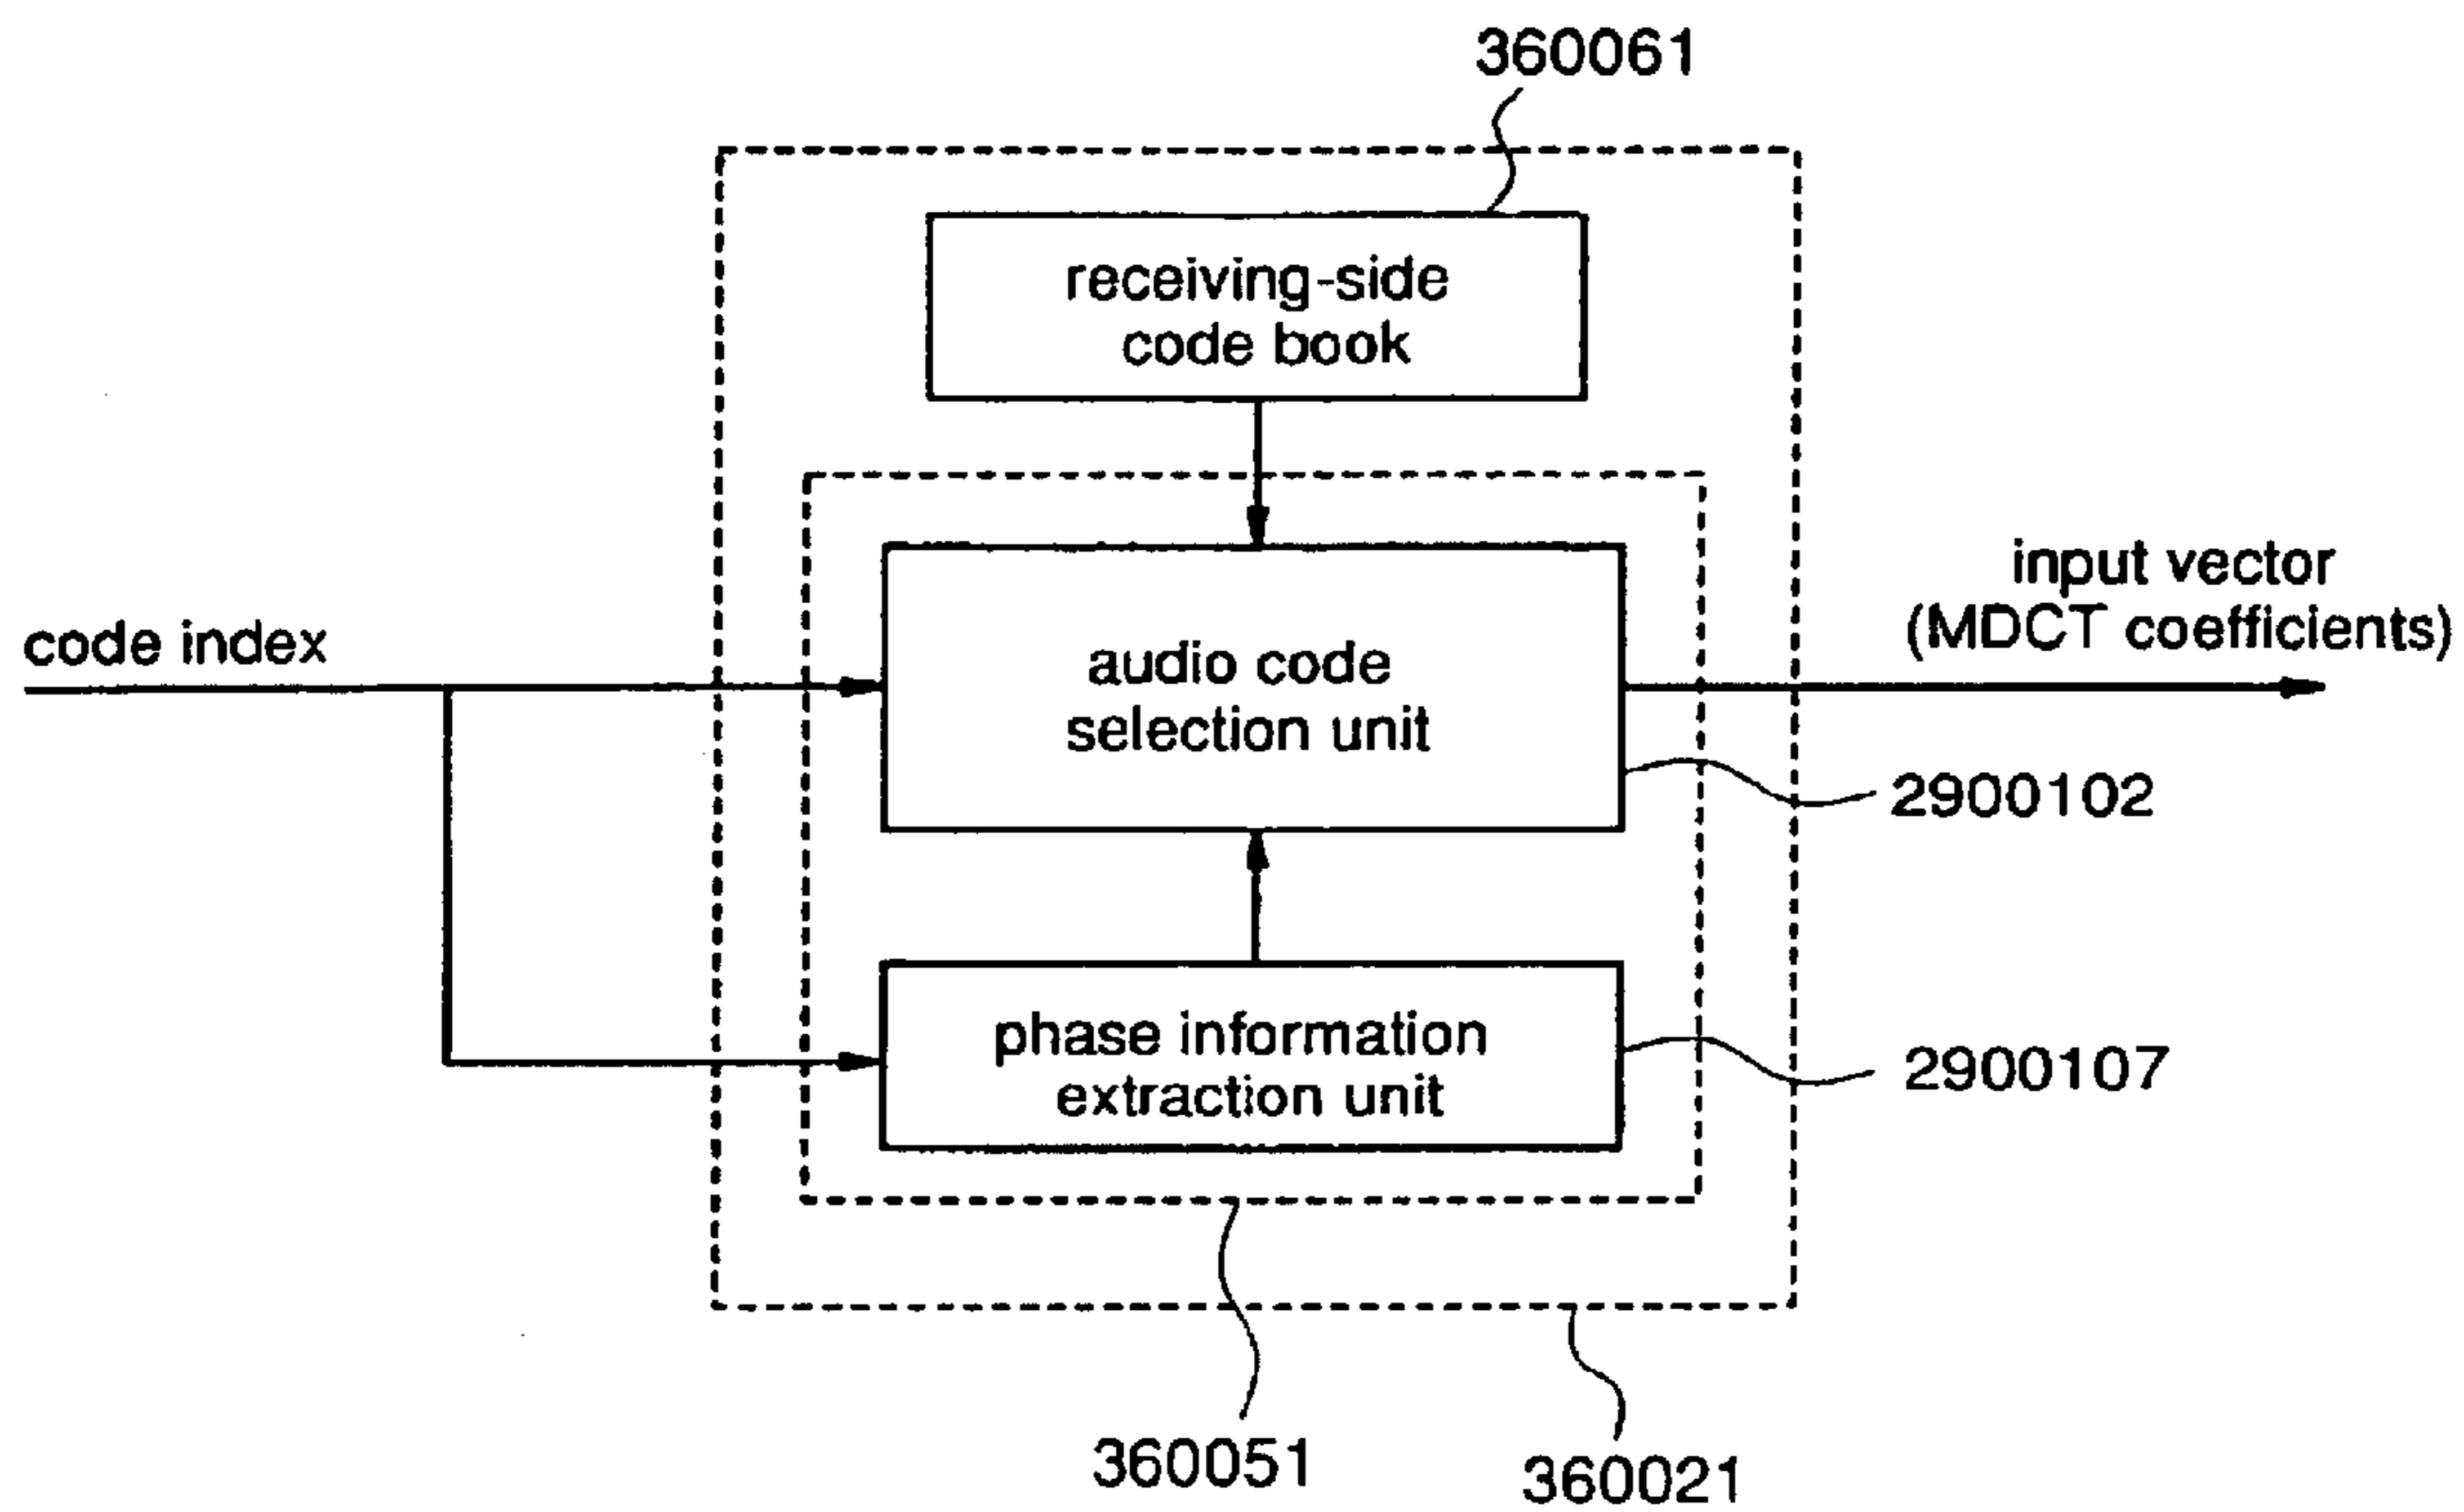 360061
receiving-side
code book
code index
audio code
selection unit
input vector
(MDCT coefficients)
2900102
phase information
extraction unit
2900107
360051
360021